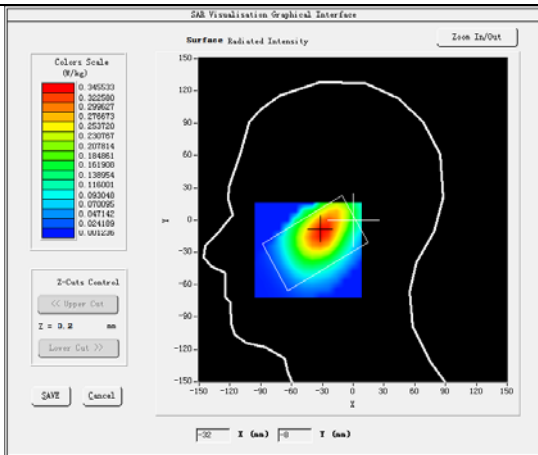 SAR Visualisation Graphical Interface
Surface Radiated Intensity
Zoom In/Out
Colors Scale
(W/kg)
0.345533
0.322580
0.299627
0.276673
0.253720
0.230767
0.207814
0.184861
0.161908
0.138954
0.116001
0.093048
0.070095
0.047142
0.024189
0.001236
Z-Cuts Control
<< Upper Cut
Z = 0.2 mm
Lower Cut >>
SAVE
Cancel
150
120
90
60
30
0
-30
-60
-90
-120
-150
Y
-150 -120 -90 -60 -30 0 30 60 90 120 150
X
-32 X (mm) -8 Y (mm)